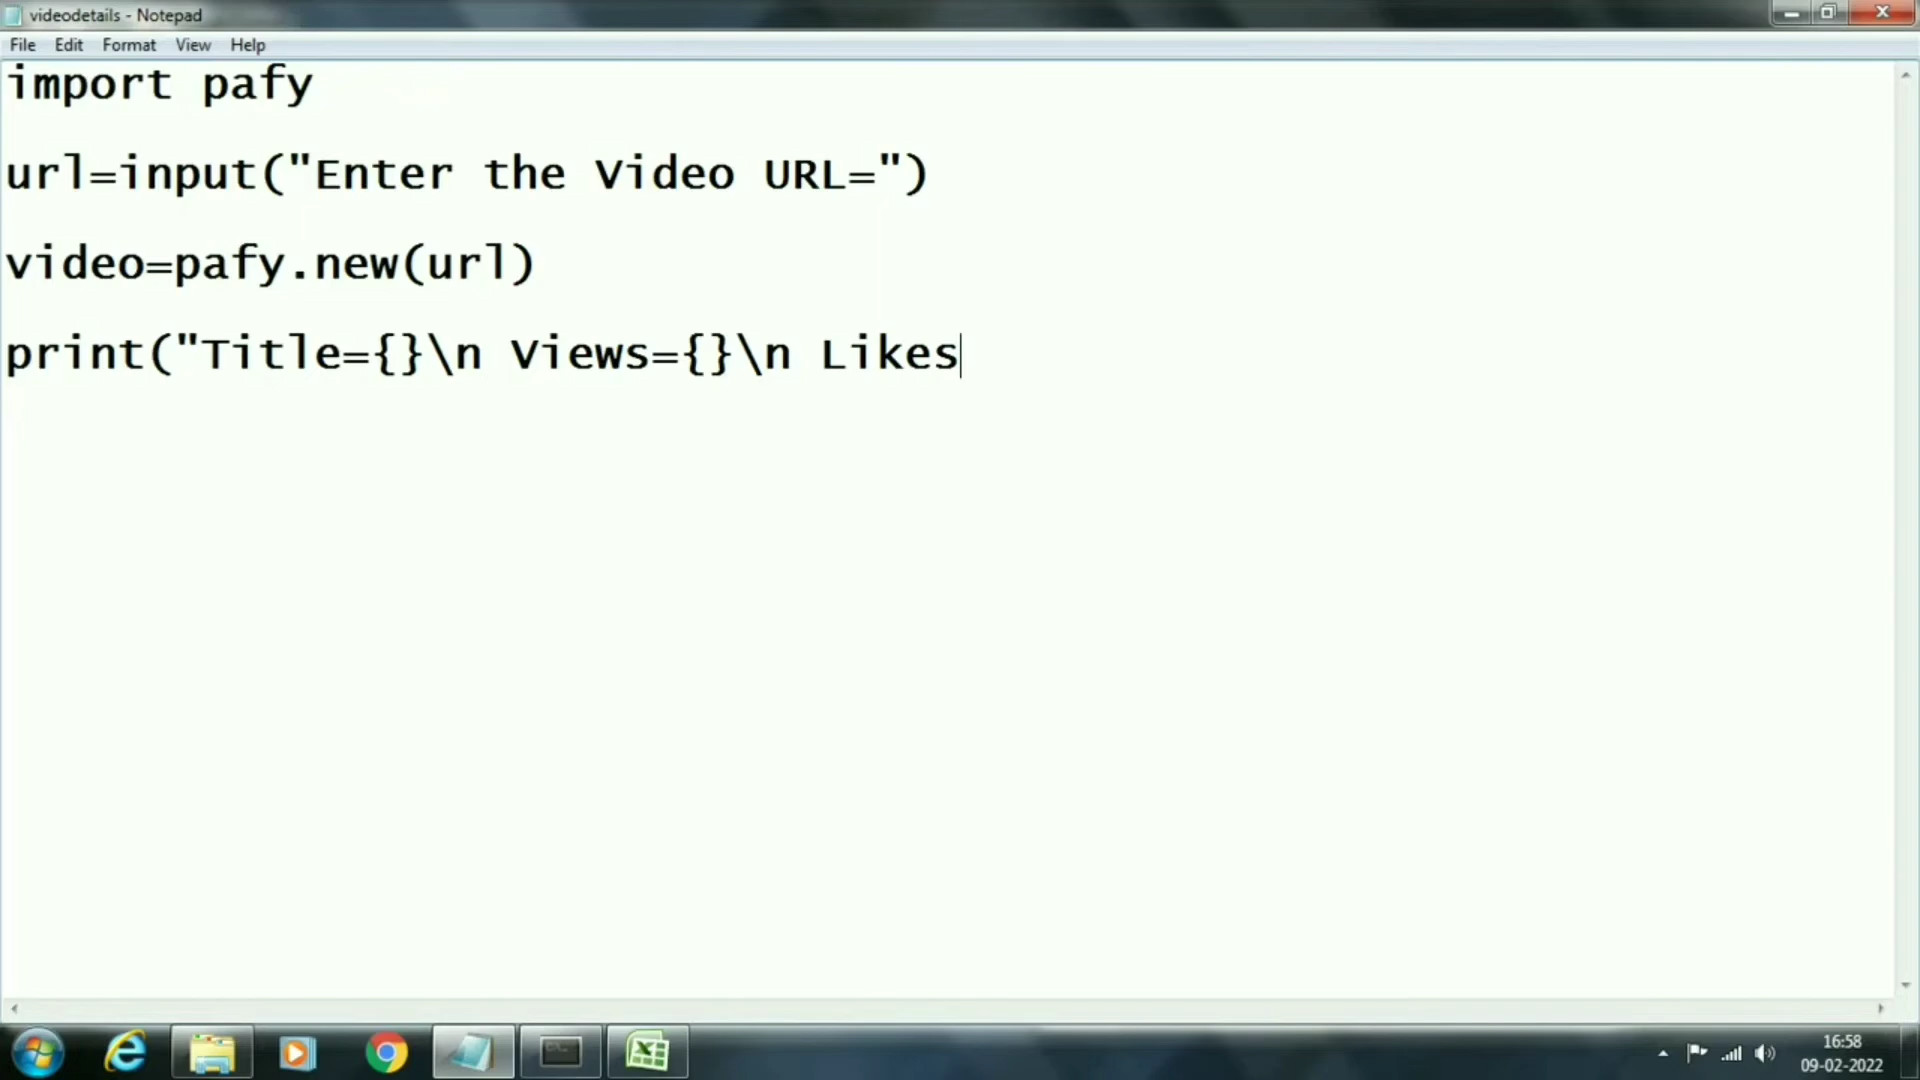 videodetails - Notepad
File Edit Format View Help
import pafy
url=input("Enter the Video URL=")
video=pafy.new(url)
print("Title={}\n Views={}\n Likes
16:58
09-02-2022